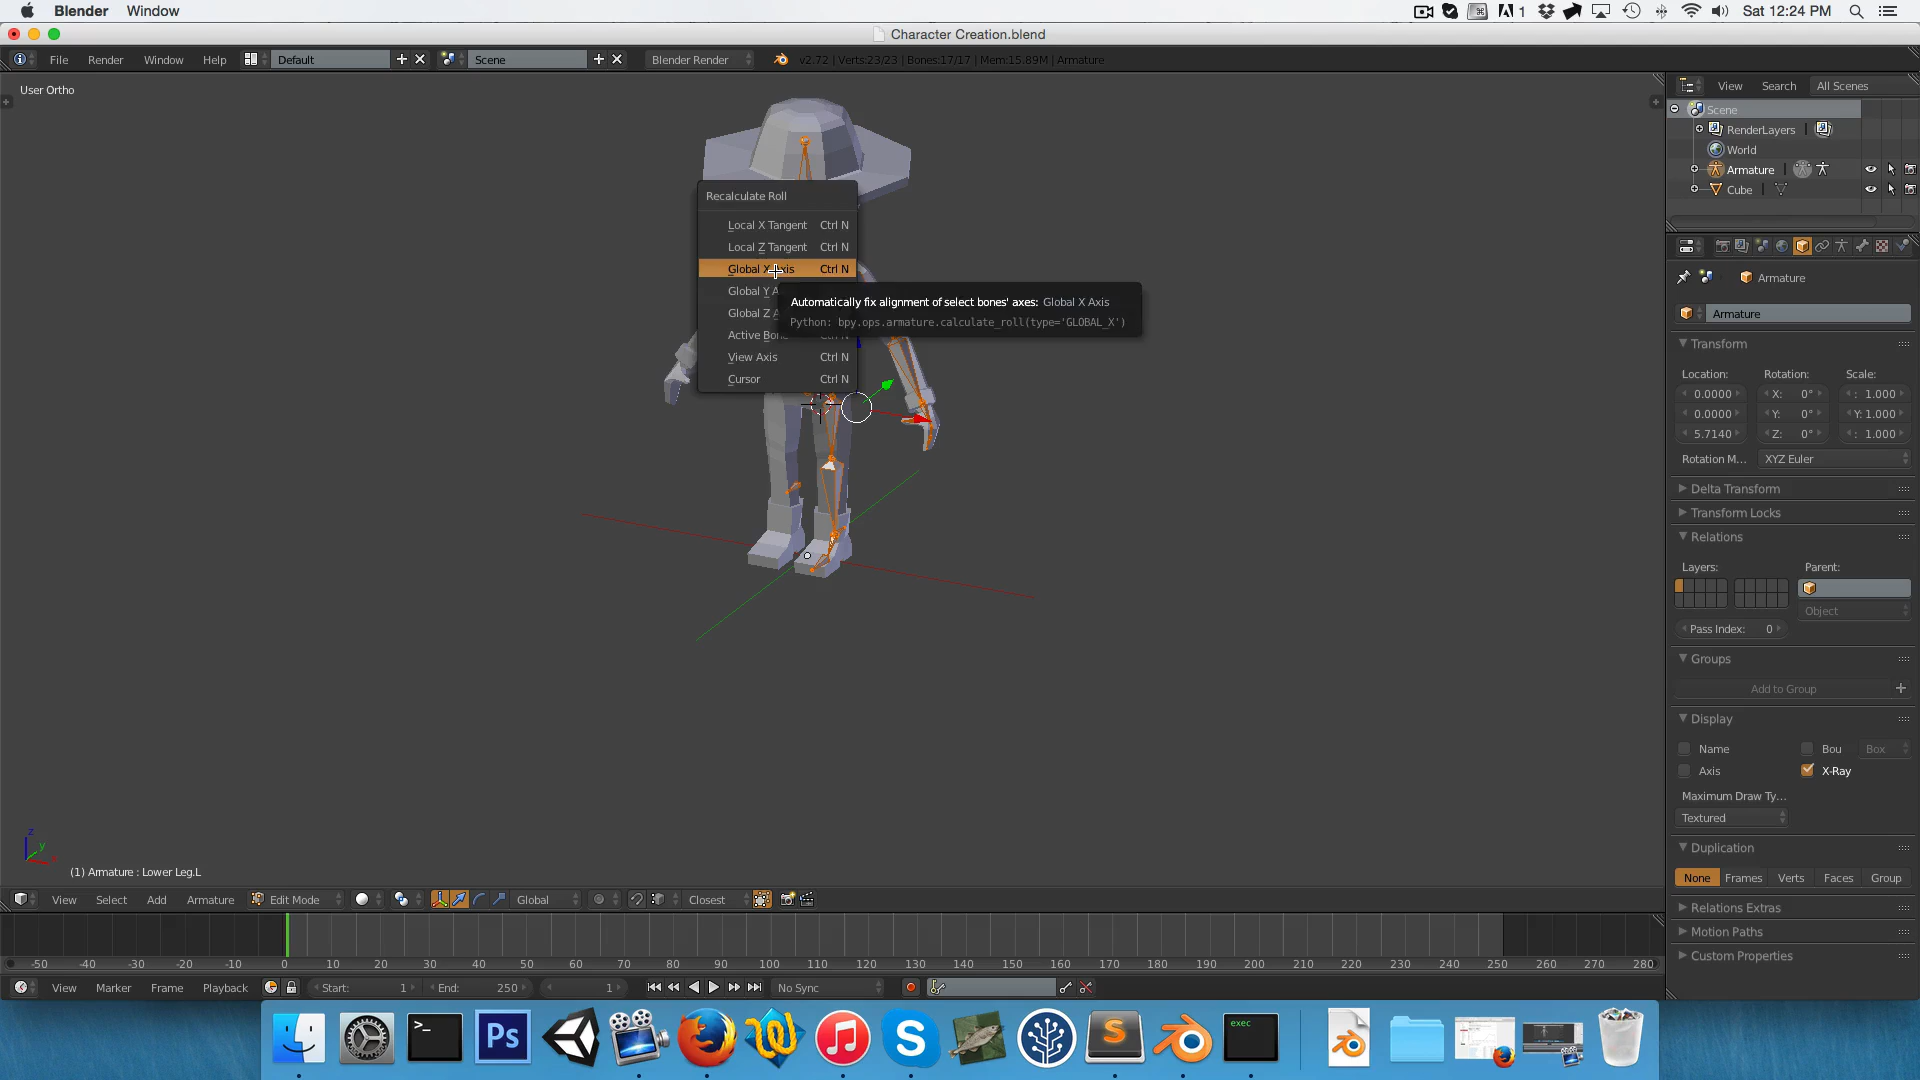 Blender Window
1 Sat 12:24 PM
Character Creation.blend
File Render Window Help Default Scene Blender Render v2.72 | Verts:23/23 | Bones:17/17 | Mem:15.89M | Armature
User Ortho
View Search All Scenes
Scene
RenderLayers
World
Armature
Cube
Recalculate Roll
Local X Tangent Ctrl N
Local Z Tangent Ctrl N
Global X Axis Ctrl N
Global Y A
Global Z A
Active Bone Ctrl N
View Axis Ctrl N
Cursor Ctrl N
Automatically fix alignment of select bones' axes: Global X Axis
Python: bpy.ops.armature.calculate_roll(type='GLOBAL_X')
Armature
Armature
Transform
Location: Rotation: Scale:
0.0000 X: 0° : 1.000
0.0000 Y: 0° Y: 1.000
5.7140 Z: 0° : 1.000
Rotation M... XYZ Euler
Delta Transform
Transform Locks
Relations
Layers: Parent:
Object
Pass Index: 0
Groups
Add to Group
Display
Name Bou Box
Axis X-Ray
Maximum Draw Ty...
Textured
Duplication
None Frames Verts Faces Group
Relations Extras
Motion Paths
Custom Properties
z
y
(1) Armature : Lower Leg.L
View Select Add Armature Edit Mode Global Closest
-50 -40 -30 -20 -10 0 10 20 30 40 50 60 70 80 90 100 110 120 130 140 150 160 170 180 190 200 210 220 230 240 250 260 270 280
View Marker Frame Playback Start: 1 End: 250 1 No Sync
Ps
exec